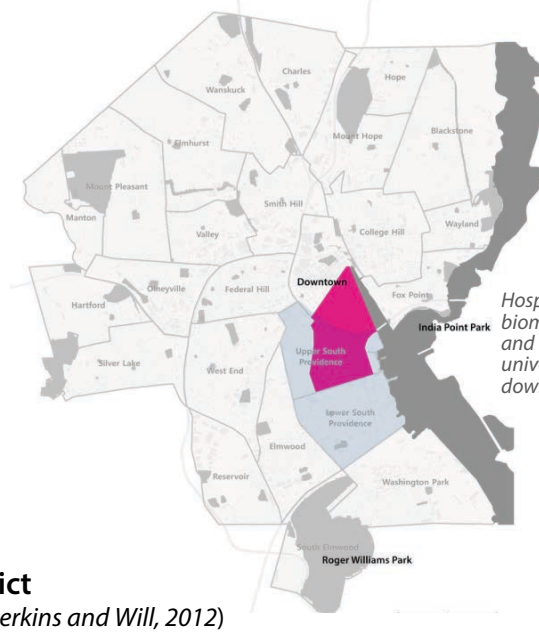 Charles
Hope
Wanskuck
Mount Hope
Blackstone
Elmhurst
Mount Pleasant
Smith Hill
Manton
Valley
College Hill
Wayland
Downtown
Olneyville
Federal Hill
Fox Point
Hartford
Hosp
biom
and
univ
down
India Point Park
Upper South
Providence
Silver Lake
West End
Lower South
Providence
Elmwood
Reservoir
Washington Park
South Elmwood
Roger Williams Park
ict
erkins and Will, 2012)